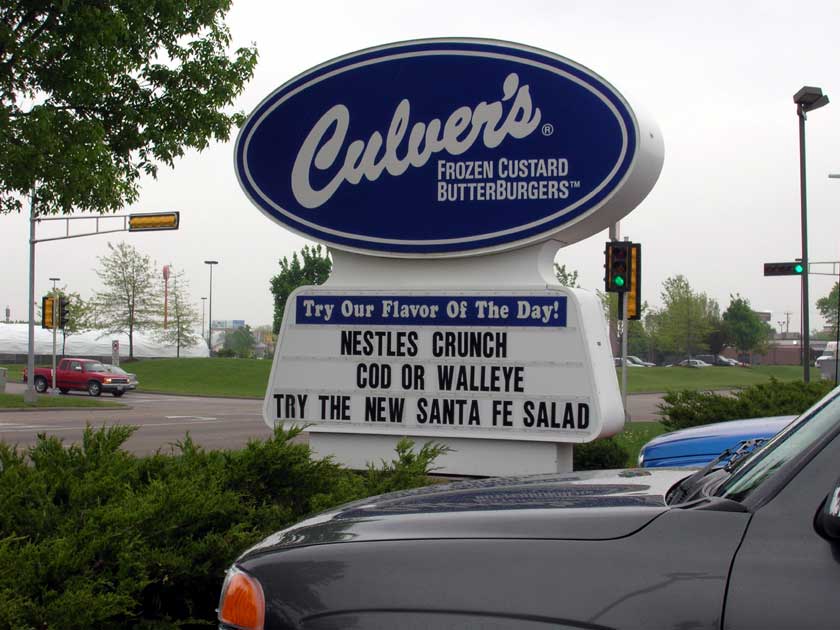 Culver's®
FROZEN CUSTARD
BUTTERBURGERS™
Try Our Flavor Of The Day!
NESTLES CRUNCH
COD OR WALLEYE
TRY THE NEW SANTA FE SALAD